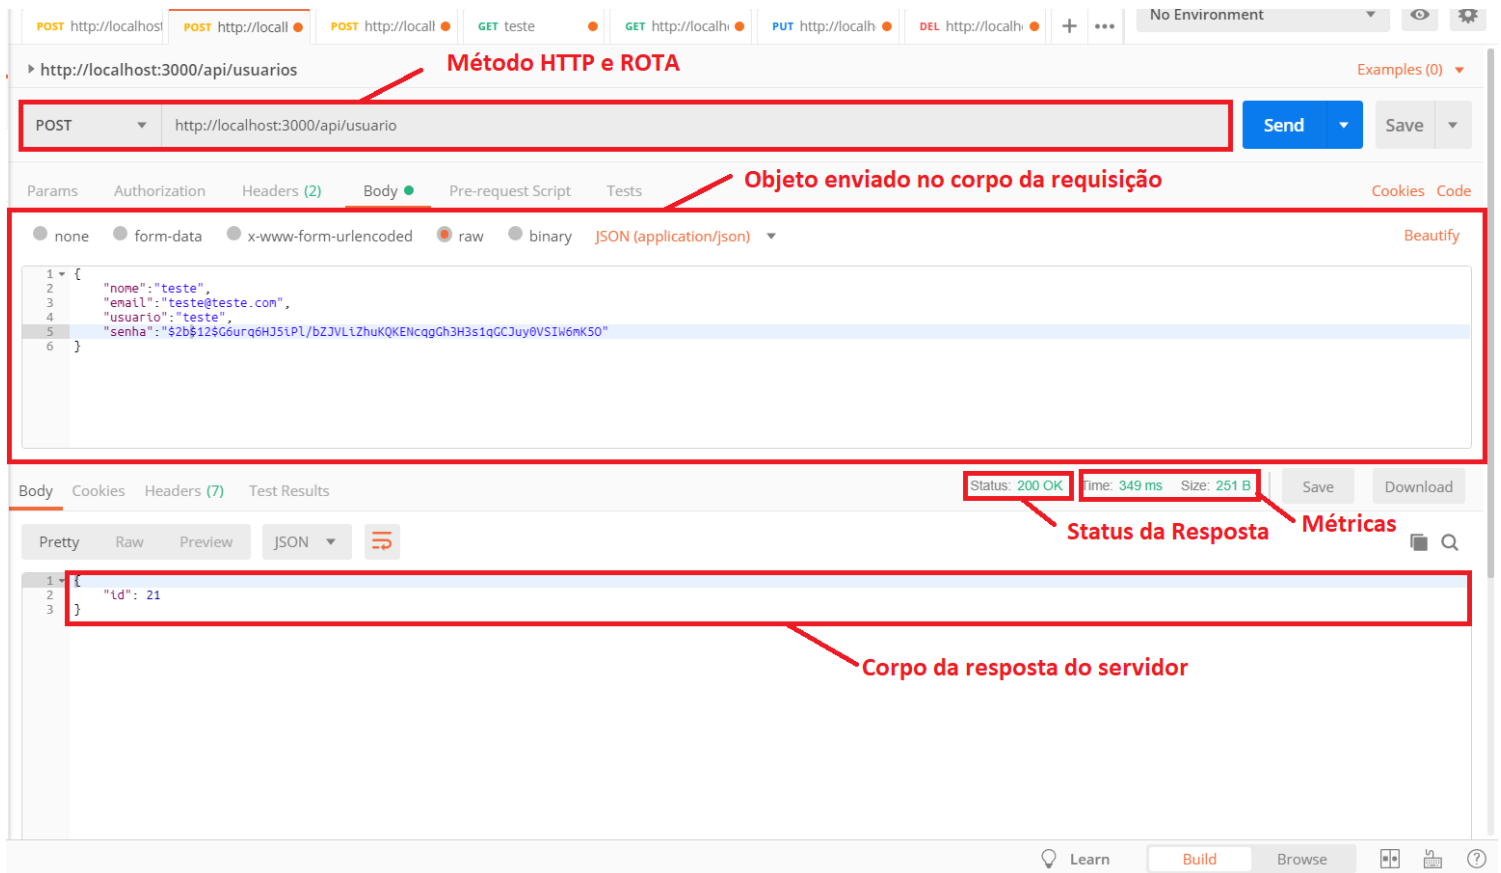 POST http://localhost
POST http://locall
POST http://locall
GET teste
GET http://localh
PUT http://localh
DEL http://localh
No Environment
http://localhost:3000/api/usuarios
Método HTTP e ROTA
Examples (0)
POST http://localhost:3000/api/usuario
Send
Save
Params Authorization Headers (2) Body Pre-request Script Tests
Objeto enviado no corpo da requisição
Cookies Code
none form-data x-www-form-urlencoded raw binary JSON (application/json)
Beautify
1 {
2 "nome":"teste",
3 "email":"teste@teste.com",
4 "usuario":"teste",
5 "senha":"$2b$12$G6urq6HJ5iPl/bZJVLiZhuKQKENcqgGh3H3s1qGCJuy0VSIW6mK5O"
6 }
Body Cookies Headers (7) Test Results
Status: 200 OK
Time: 349 ms Size: 251 B
Save
Download
Status da Resposta
Métricas
Pretty Raw Preview JSON
1 {
2 "id": 21
3 }
Corpo da resposta do servidor
Learn
Build
Browse